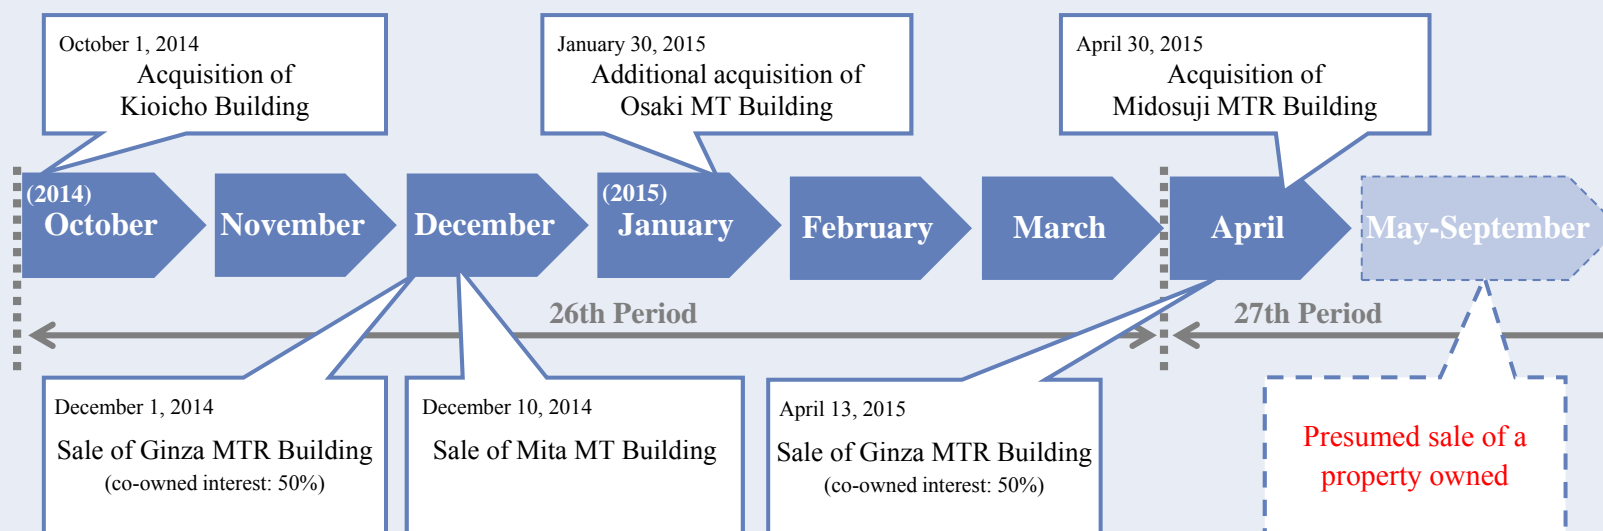 October 1, 2014
Acquisition of
Kioicho Building
January 30, 2015
Additional acquisition of
Osaki MT Building
April 30, 2015
Acquisition of
Midosuji MTR Building
(2014)
October
November
December
(2015)
January
February
March
April
May-September
26th Period
27th Period
December 1, 2014
Sale of Ginza MTR Building
(co-owned interest: 50%)
December 10, 2014
Sale of Mita MT Building
April 13, 2015
Sale of Ginza MTR Building
(co-owned interest: 50%)
Presumed sale of a
property owned